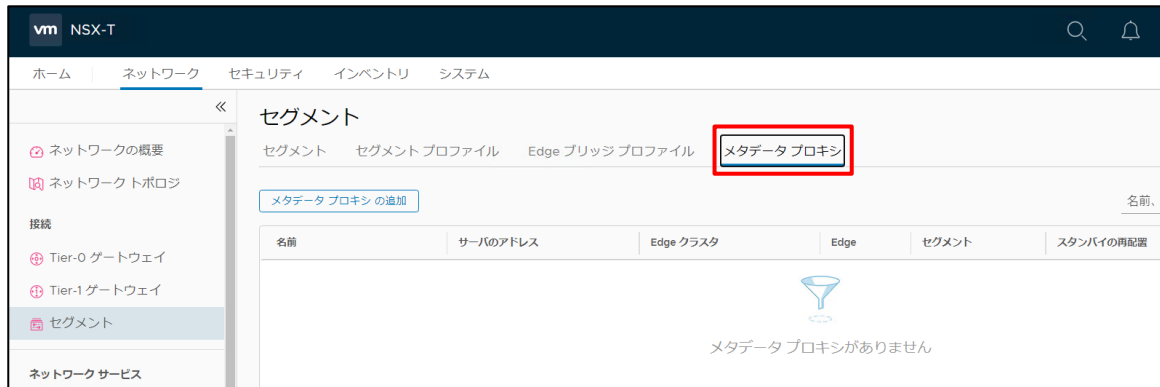 vm NSX-T
ホーム ネットワーク セキュリティ インベントリ システム
セグメント
セグメント セグメント プロファイル Edge ブリッジ プロファイル メタデータ プロキシ
ネットワークの概要
ネットワーク トポロジ
接続
Tier-0 ゲートウェイ
Tier-1 ゲートウェイ
セグメント
ネットワーク サービス
メタデータ プロキシ の追加
名前、
名前 サーバのアドレス Edge クラスタ Edge セグメント スタンバイの再配置
メタデータ プロキシがありません